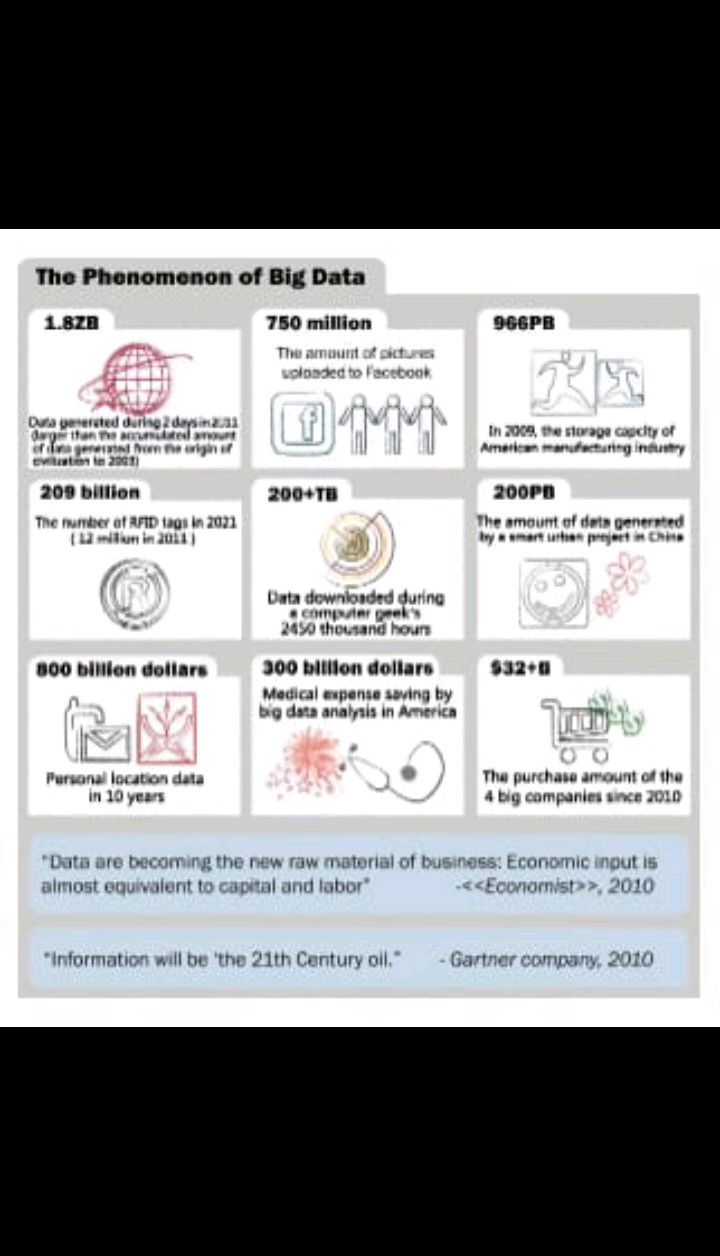 The Phenomenon of Big Data
1.8ZB
Data generated during 2 days in 2011
(larger than the accumulated amount
of data generated from the origin of
civilization to 2003)
750 million
The amount of pictures
uploaded to Facebook
f
966PB
In 2009, the storage capcity of
American manufacturing industry
209 billion
The number of RFID tags in 2021
( 12 million in 2011 )
R
200+TB
Data downloaded during
a computer geek's
2450 thousand hours
200PB
The amount of data generated
by a smart urban project in China
800 billion dollars
Personal location data
in 10 years
300 billion dollars
Medical expense saving by
big data analysis in America
$32+B
The purchase amount of the
4 big companies since 2010
"Data are becoming the new raw material of business: Economic input is
almost equivalent to capital and labor" -<<Economist>>, 2010
"Information will be 'the 21th Century oil." - Gartner company, 2010